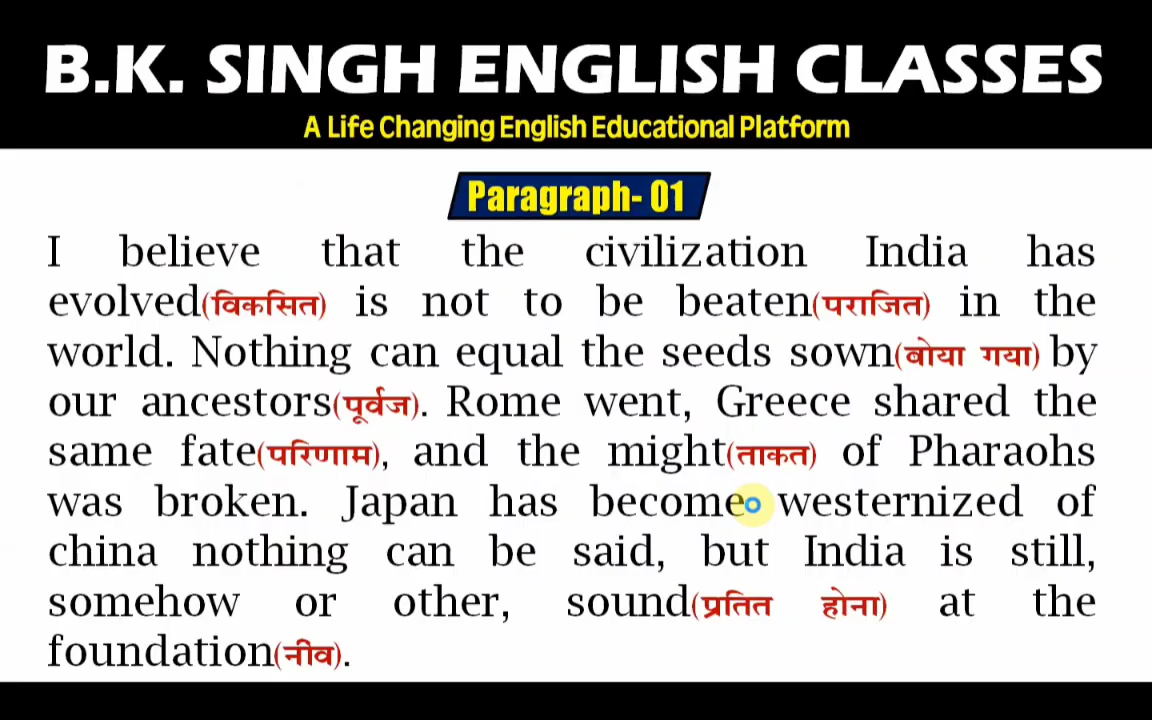 B.K. SINGH ENGLISH CLASSES
A Life Changing English Educational Platform
Paragraph- 01
I believe that the civilization India has
evolved(विकसित) is not to be beaten(पराजित) in the
world. Nothing can equal the seeds sown(बोया गया) by
our ancestors(पूर्वज). Rome went, Greece shared the
same fate(परिणाम), and the might(ताकत) of Pharaohs
was broken. Japan has become westernized of
china nothing can be said, but India is still,
somehow or other, sound(प्रतित होना) at the
foundation(नीव).